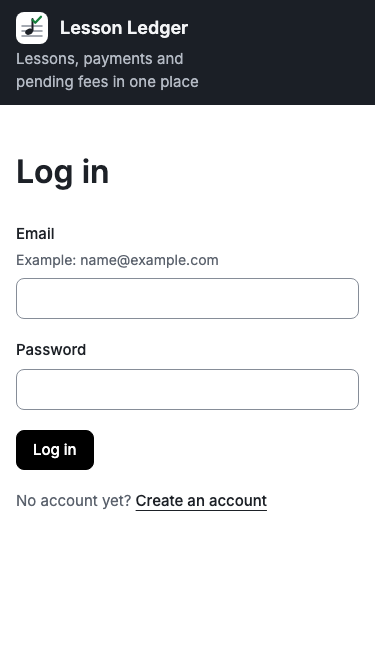 Lesson Ledger
Lessons, payments and
pending fees in one place
Log in
Email
Example: name@example.com
Password
Log in
No account yet? Create an account